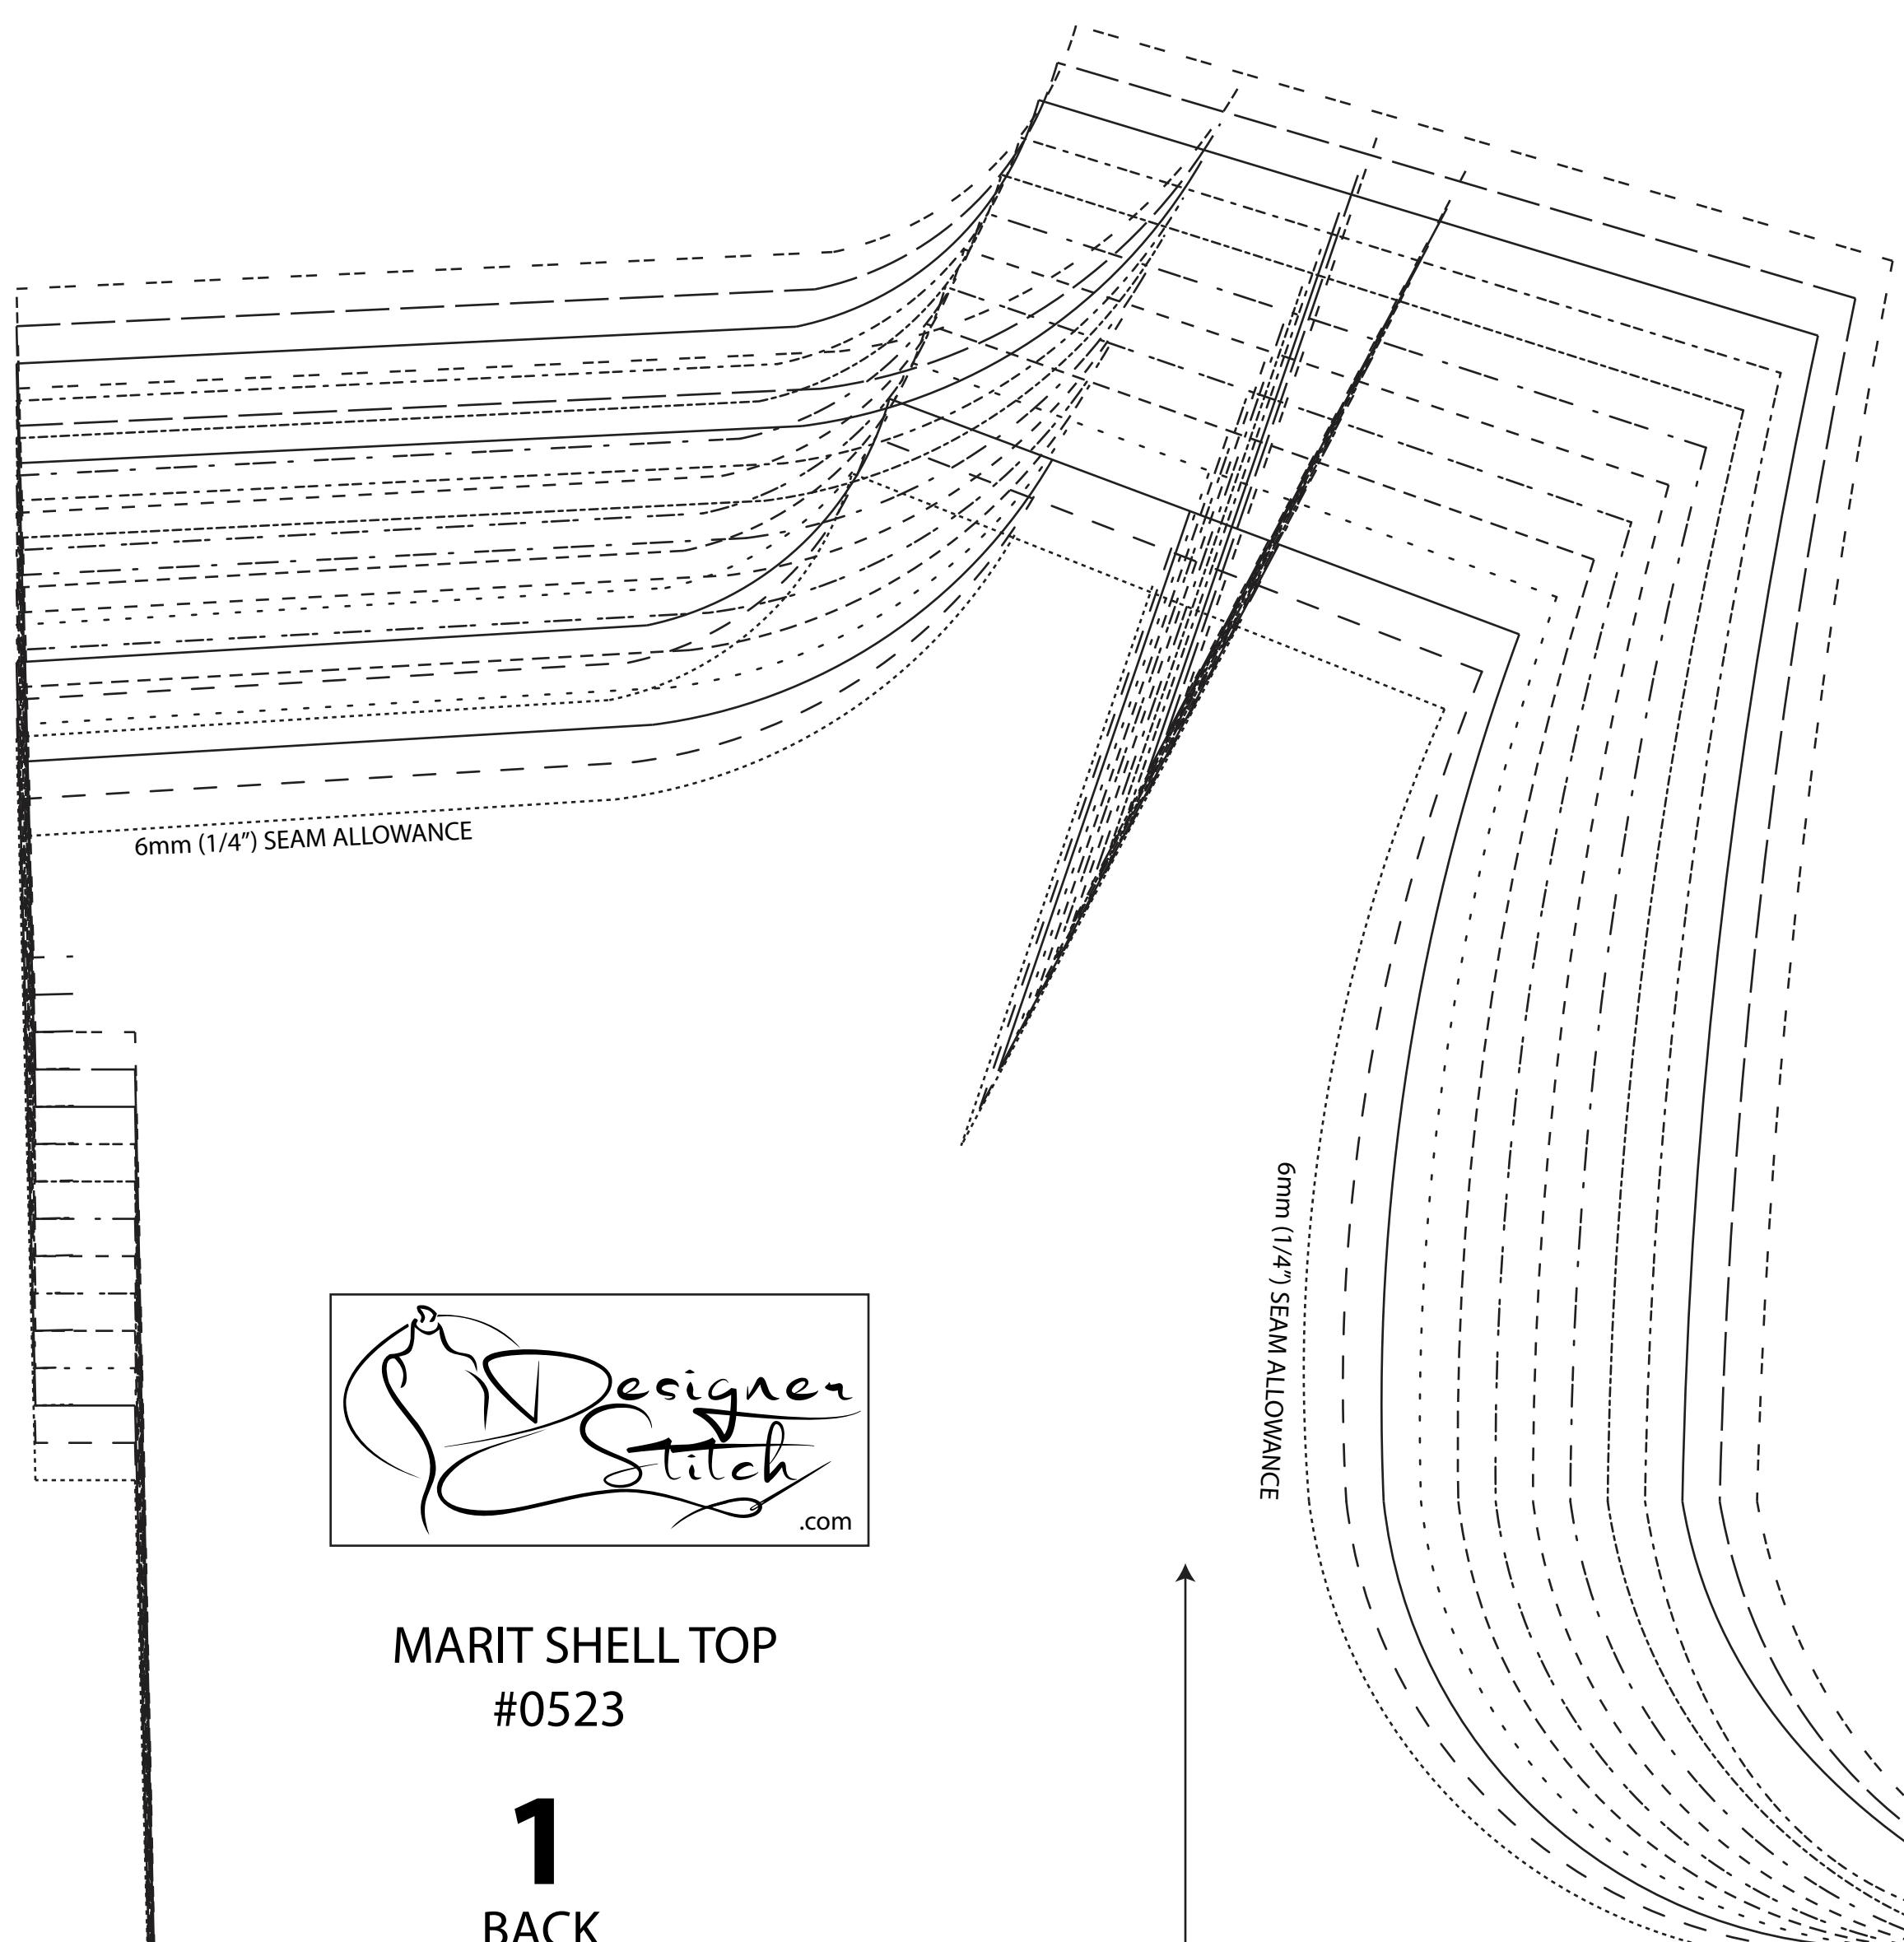 6mm (1/4") SEAM ALLOWANCE
6mm (1/4") SEAM ALLOWANCE
Designer
Stitch
.com
MARIT SHELL TOP
#0523
1
BACK